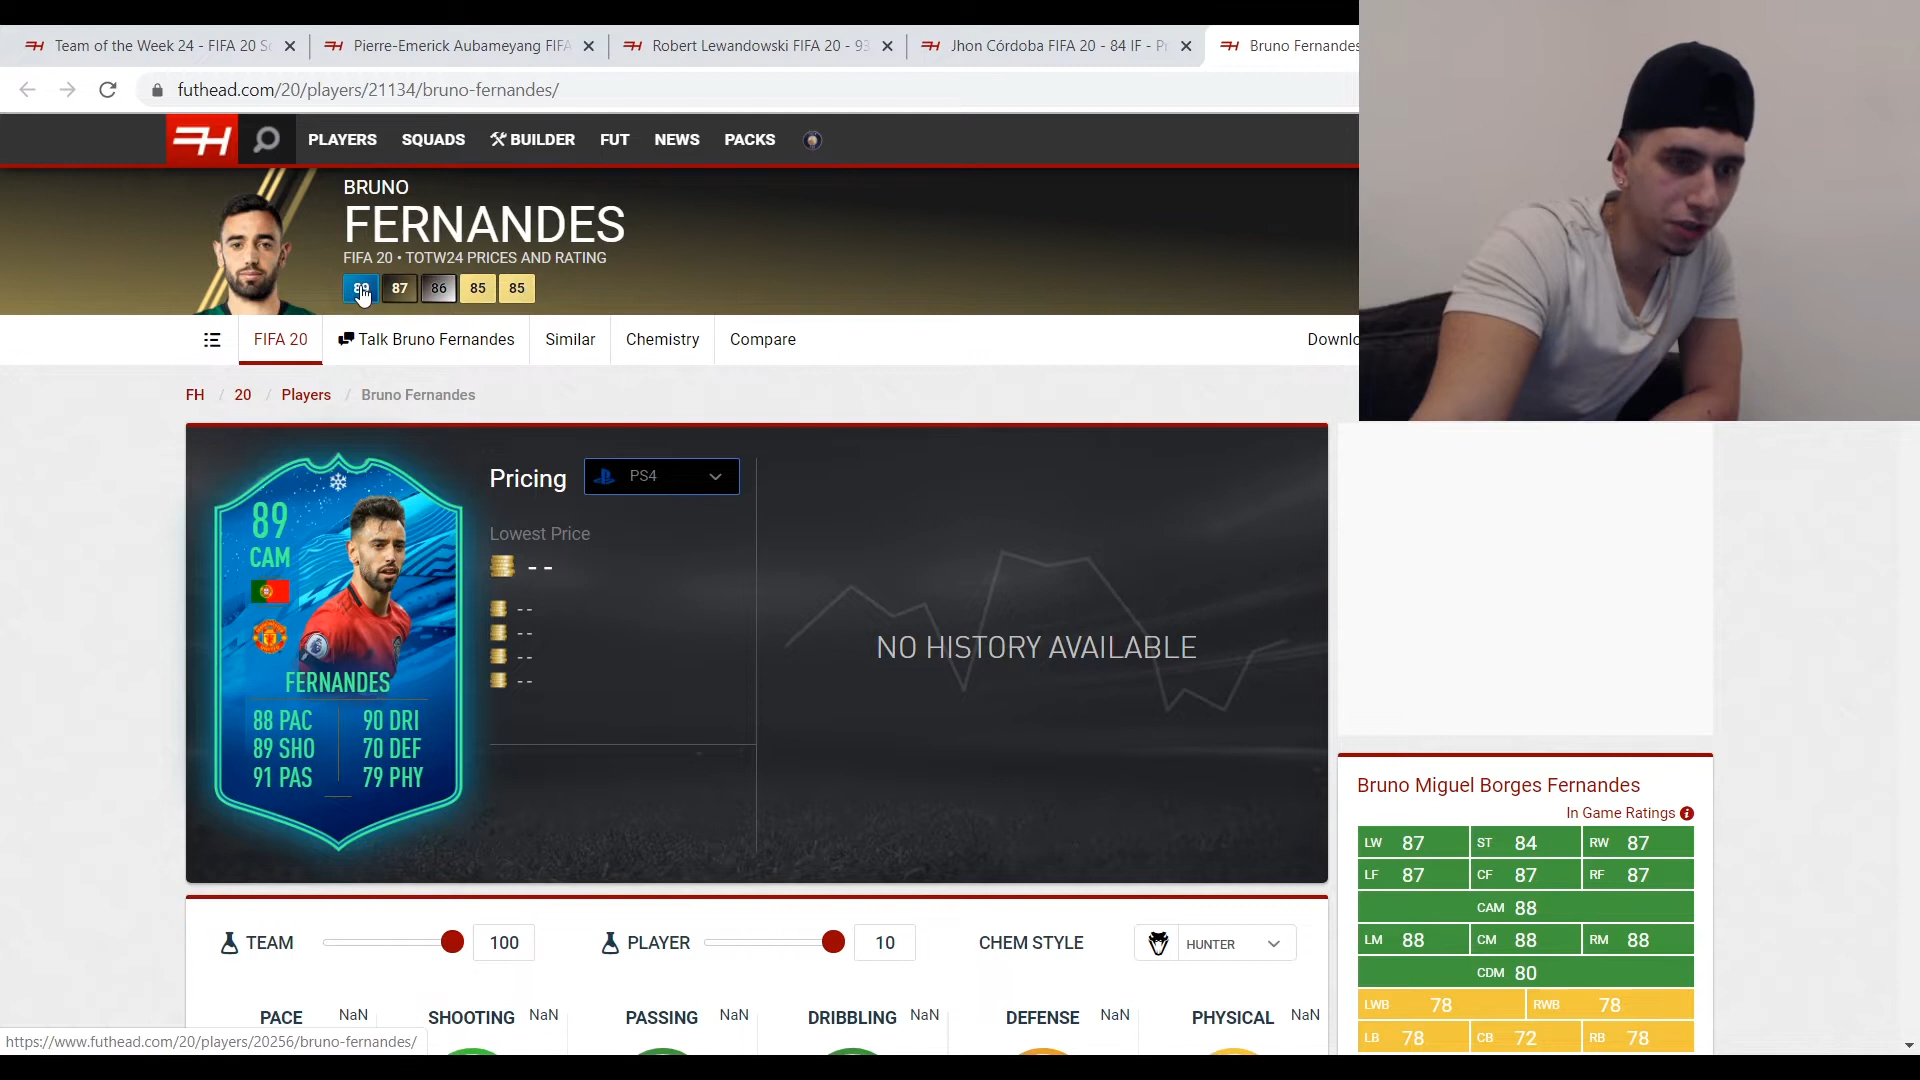 Team of the Week 24 - FIFA 20 So
Pierre-Emerick Aubameyang FIFA
Robert Lewandowski FIFA 20 - 93
Jhon Córdoba FIFA 20 - 84 IF - Pr
Bruno Fernandes
futhead.com/20/players/21134/bruno-fernandes/
PLAYERS SQUADS BUILDER FUT NEWS PACKS
BRUNO
FERNANDES
FIFA 20 • TOTW24 PRICES AND RATING
89 87 86 85 85
FIFA 20 Talk Bruno Fernandes Similar Chemistry Compare Downlo
FH / 20 / Players / Bruno Fernandes
89
CAM
FERNANDES
88 PAC 90 DRI
89 SHO 70 DEF
91 PAS 79 PHY
Pricing PS4
Lowest Price
--
--
--
--
--
NO HISTORY AVAILABLE
Bruno Miguel Borges Fernandes
In Game Ratings
LW 87 ST 84 RW 87
LF 87 CF 87 RF 87
CAM 88
LM 88 CM 88 RM 88
CDM 80
LWB 78 RWB 78
LB 78 CB 72 RB 78
TEAM 100 PLAYER 10 CHEM STYLE HUNTER
PACE NaN SHOOTING NaN PASSING NaN DRIBBLING NaN DEFENSE NaN PHYSICAL NaN
https://www.futhead.com/20/players/20256/bruno-fernandes/